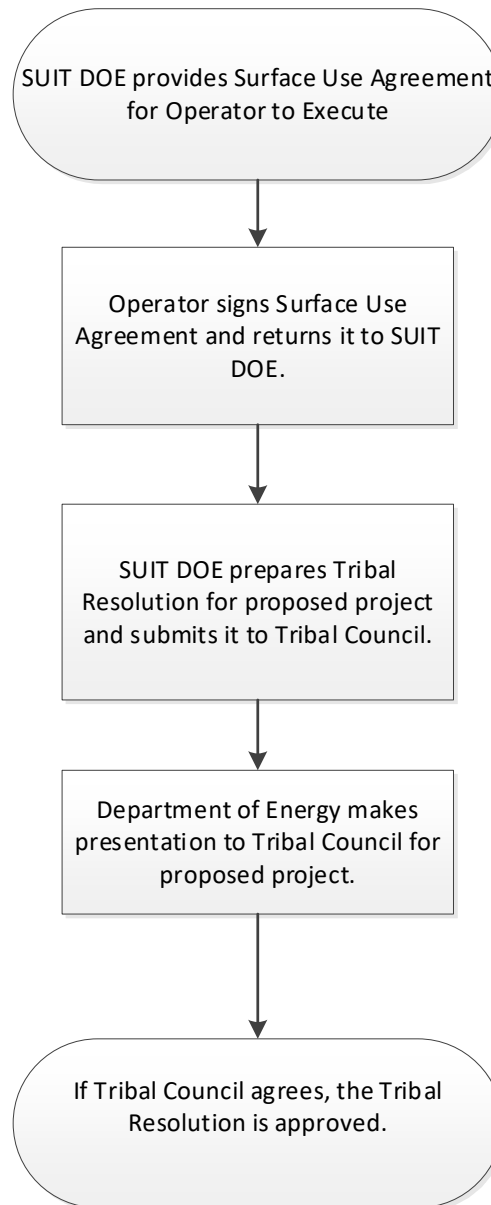 SUIT DOE provides Surface Use Agreement
for Operator to Execute
Operator signs Surface Use
Agreement and returns it to SUIT
DOE.
SUIT DOE prepares Tribal
Resolution for proposed project
and submits it to Tribal Council.
Department of Energy makes
presentation to Tribal Council for
proposed project.
If Tribal Council agrees, the Tribal
Resolution is approved.